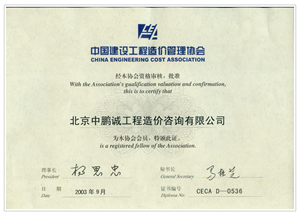 中国建设工程造价管理协会
CHINA ENGINEERING COST ASSOCIATION
经本协会资格审核，批准
With the Association's qualification valuation and confirmation,
this is to certify that
北京中鹏诚工程造价咨询有限公司
为本协会会员，特颁此证。
is a registered fellow of the Association.
理事长
President
秘书长
General Secretary
日 期
Date
2003 年 9 月
证书编号
Diploma No.
CECA D—0536